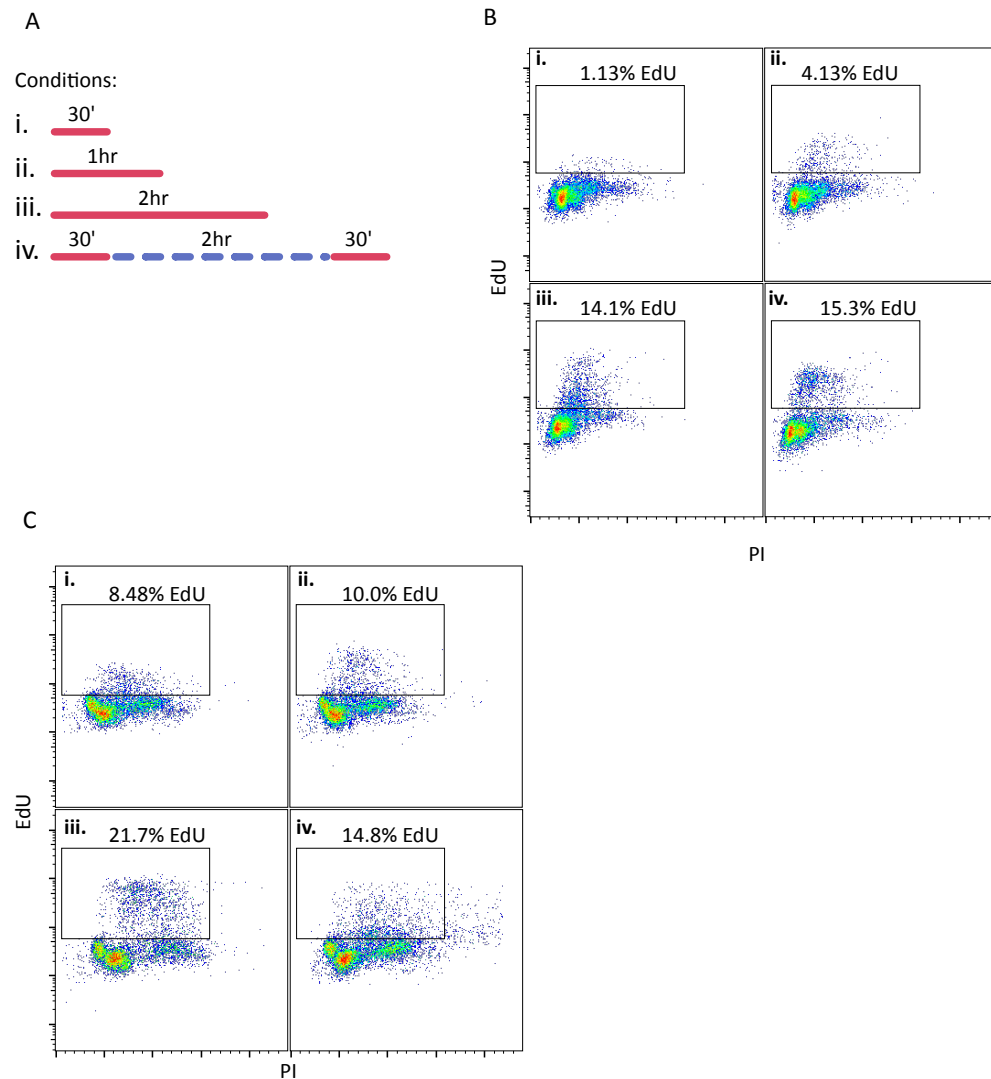 A
Conditions:
i. 30'
ii. 1hr
iii. 2hr
iv. 30' 2hr 30'
B
i. 1.13% EdU
ii. 4.13% EdU
iii. 14.1% EdU
iv. 15.3% EdU
EdU
PI
C
i. 8.48% EdU
ii. 10.0% EdU
iii. 21.7% EdU
iv. 14.8% EdU
EdU
PI